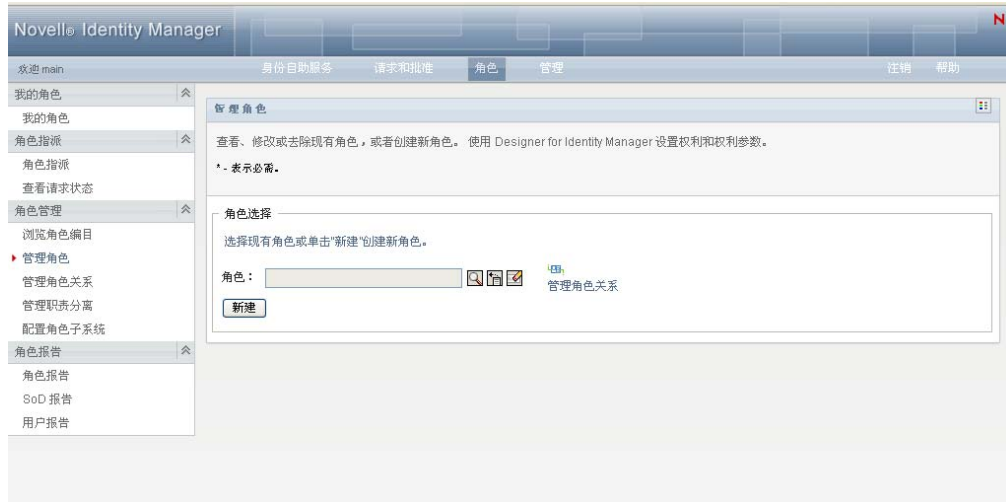 Novell® Identity Manager
N
欢迎 main
身份自助服务 请求和批准 角色 管理
注销 帮助
我的角色
我的角色
角色指派
角色指派
查看请求状态
角色管理
浏览角色编目
管理角色
管理角色关系
管理职责分离
配置角色子系统
角色报告
角色报告
SoD 报告
用户报告
管理角色
查看、修改或去除现有角色，或者创建新角色。 使用 Designer for Identity Manager 设置权利和权利参数。
* - 表示必需。
角色选择
选择现有角色或单击"新建"创建新角色。
角色：
管理角色关系
新建